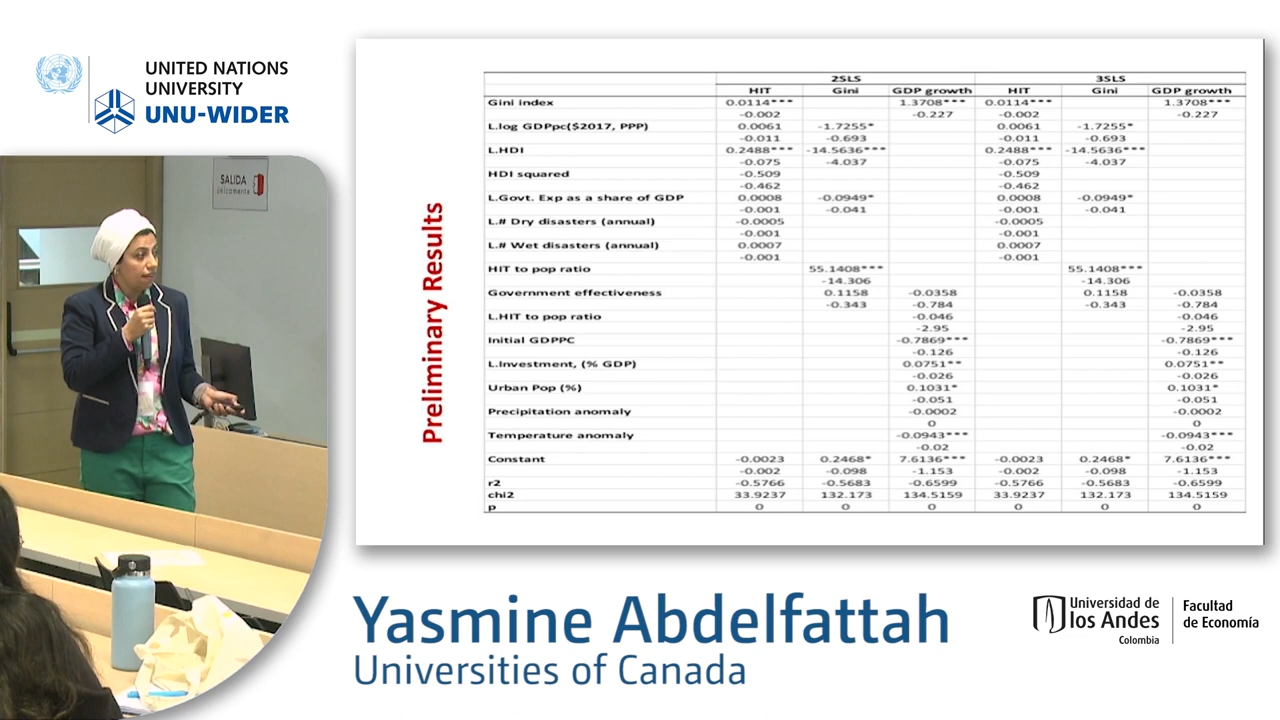 UNITED NATIONS
UNIVERSITY
UNU-WIDER
SALIDA
únicamente
Preliminary Results
2SLS 3SLS
HIT Gini GDP growth HIT Gini GDP growth
Gini index 0.0114*** 1.3708*** 0.0114*** 1.3708***
-0.002 -0.227 -0.002 -0.227
L.log GDPpc($2017, PPP) 0.0061 -1.7255* 0.0061 -1.7255*
-0.011 -0.693 -0.011 -0.693
L.HDI 0.2488*** -14.5636*** 0.2488*** -14.5636***
-0.075 -4.037 -0.075 -4.037
HDI squared -0.509 -0.509
-0.462 -0.462
L.Govt. Exp as a share of GDP 0.0008 -0.0949* 0.0008 -0.0949*
-0.001 -0.041 -0.001 -0.041
L.# Dry disasters (annual) -0.0005 -0.0005
-0.001 -0.001
L.# Wet disasters (annual) 0.0007 0.0007
-0.001 -0.001
HIT to pop ratio 55.1408*** 55.1408***
-14.306 -14.306
Government effectiveness 0.1158 -0.0358 0.1158 -0.0358
-0.343 -0.784 -0.343 -0.784
L.HIT to pop ratio -0.046 -0.046
-2.95 -2.95
Initial GDPPC -0.7869*** -0.7869***
-0.126 -0.126
L.Investment, (% GDP) 0.0751** 0.0751**
-0.026 -0.026
Urban Pop (%) 0.1031* 0.1031*
-0.051 -0.051
Precipitation anomaly -0.0002 -0.0002
0 0
Temperature anomaly -0.0943*** -0.0943***
-0.02 -0.02
Constant -0.0023 0.2468* 7.6136*** -0.0023 0.2468* 7.6136***
-0.002 -0.098 -1.153 -0.002 -0.098 -1.153
r2 -0.5766 -0.5683 -0.6599 -0.5766 -0.5683 -0.6599
chi2 33.9237 132.173 134.5159 33.9237 132.173 134.5159
p 0 0 0 0 0 0
Yasmine Abdelfattah
Universities of Canada
Universidad de
los Andes
Colombia
Facultad
de Economía